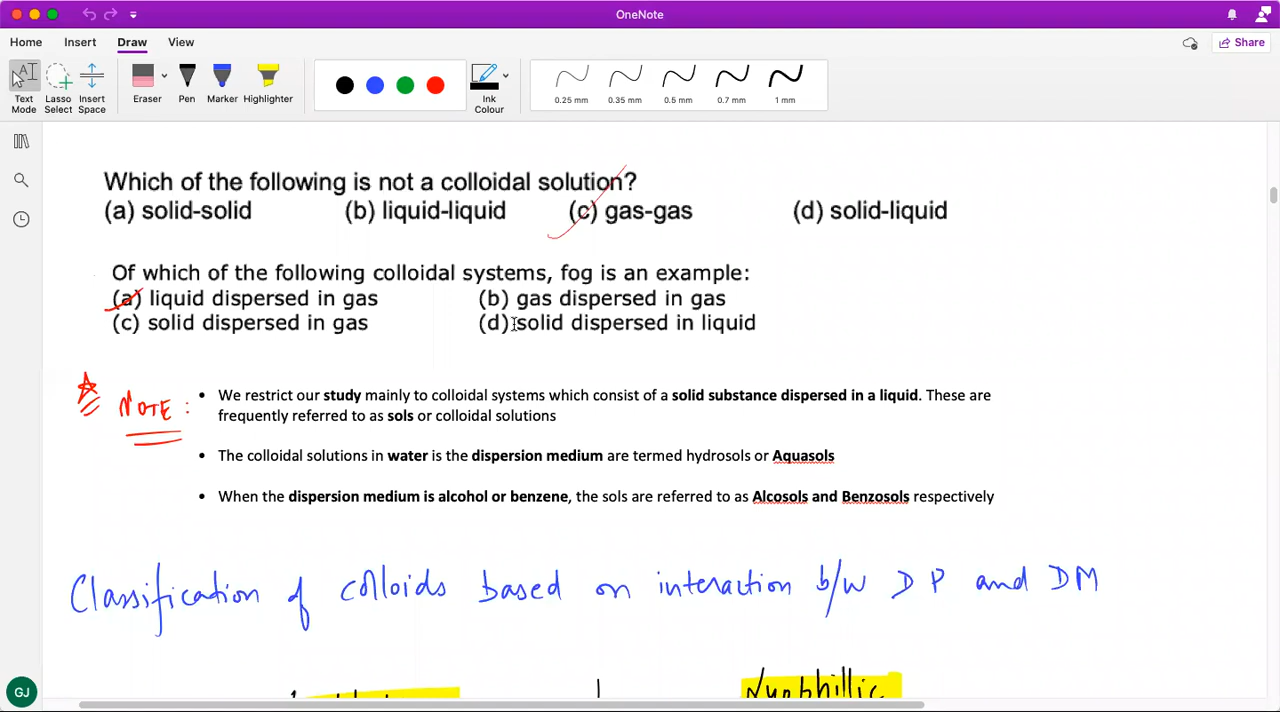 OneNote
Home Insert Draw View
Share
Text Mode
Lasso Select
Insert Space
Eraser
Pen
Marker
Highlighter
Ink Colour
0.25 mm
0.35 mm
0.5 mm
0.7 mm
1 mm
Which of the following is not a colloidal solution?
(a) solid-solid (b) liquid-liquid (c) gas-gas (d) solid-liquid
Of which of the following colloidal systems, fog is an example:
(a) liquid dispersed in gas (b) gas dispersed in gas
(c) solid dispersed in gas (d) solid dispersed in liquid
NOTE :
• We restrict our study mainly to colloidal systems which consist of a solid substance dispersed in a liquid. These are
frequently referred to as sols or colloidal solutions
• The colloidal solutions in water is the dispersion medium are termed hydrosols or Aquasols
• When the dispersion medium is alcohol or benzene, the sols are referred to as Alcosols and Benzosols respectively
Classification of colloids based on interaction b/w DP and DM
GJ